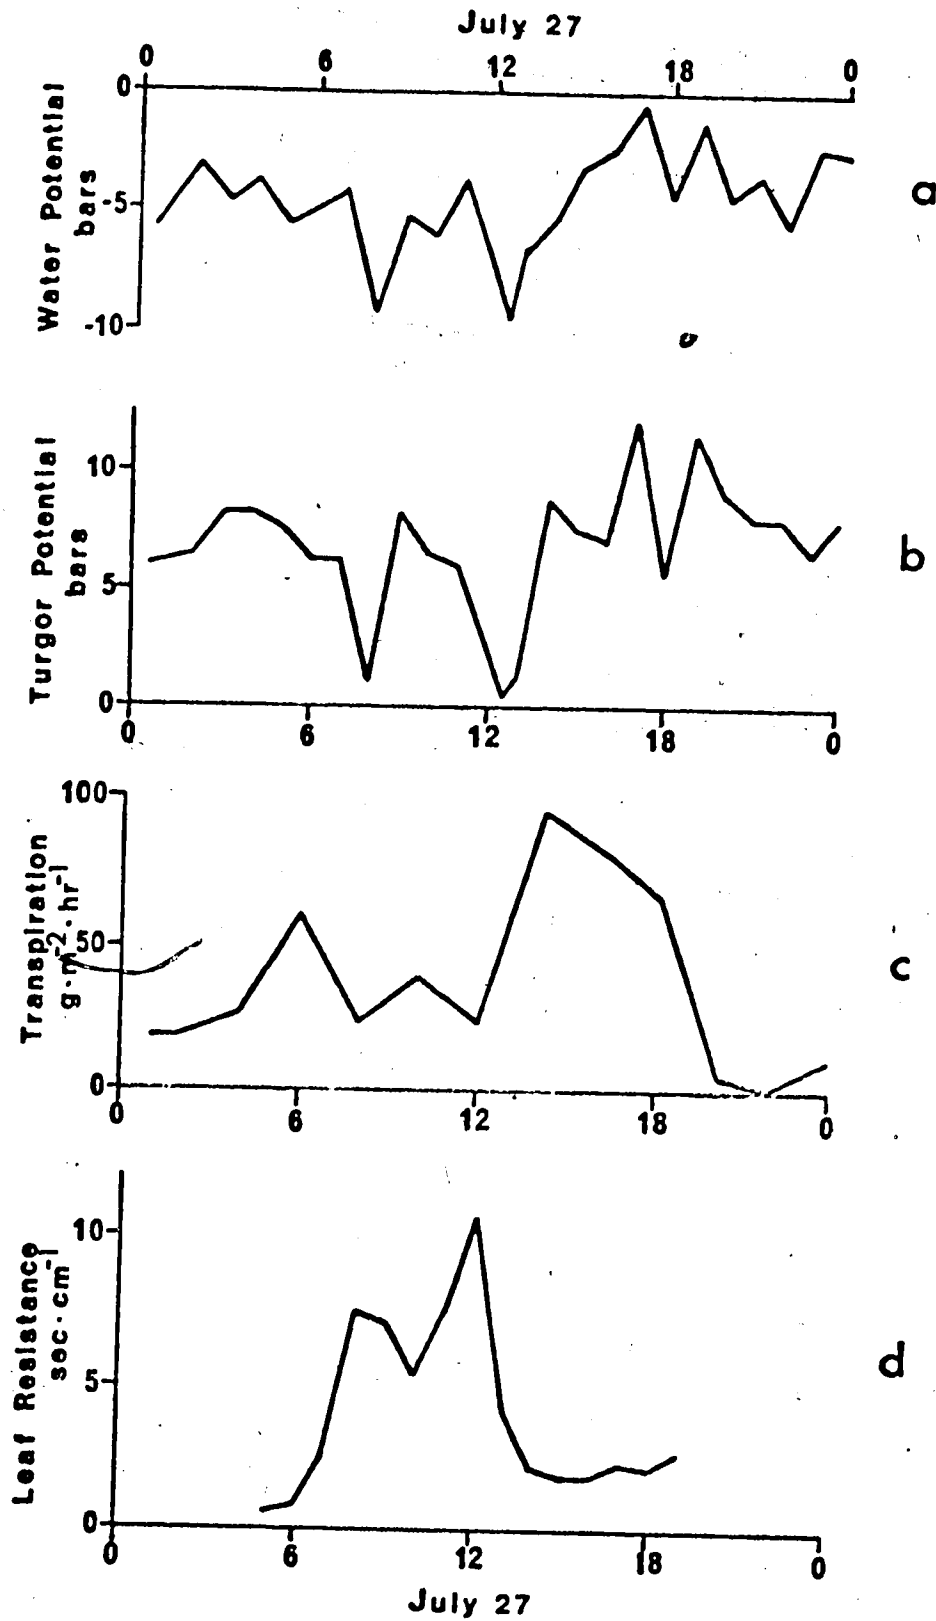 July 27
0 6 12 18 0
0
-5
-10
Water Potential
bars
a
10
5
0
Turgor Potential
bars
b
0 6 12 18 0
100
50
0
Transpiration
g·m⁻²·hr⁻¹
c
0 6 12 18 0
10
5
0
Leaf Resistance
sec·cm⁻¹
d
0 6 12 18 0
July 27